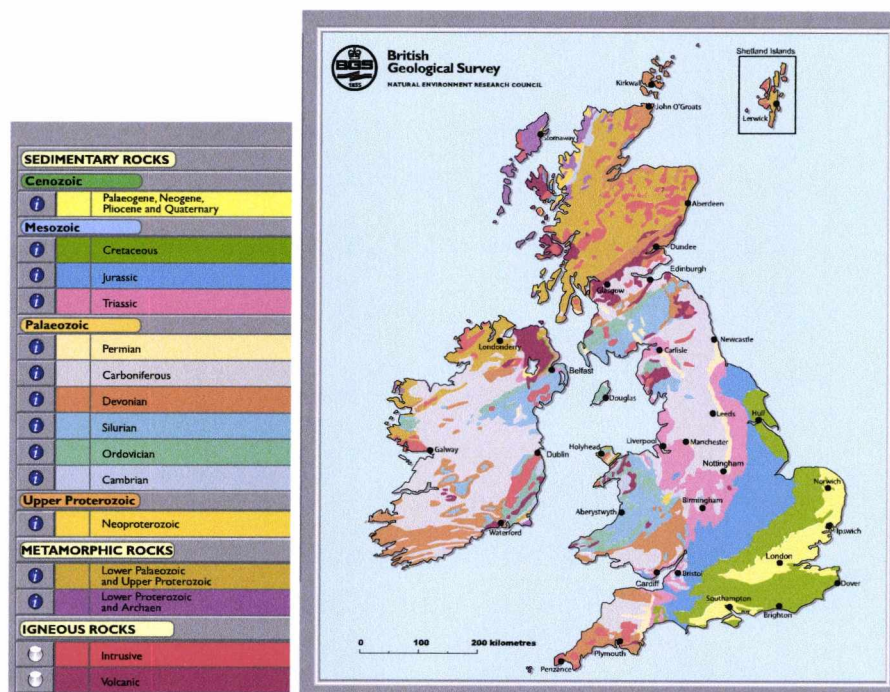 SEDIMENTARY ROCKS
Cenozoic
Palaeogene, Neogene,
Pliocene and Quaternary
Mesozoic
Cretaceous
Jurassic
Triassic
Palaeozoic
Permian
Carboniferous
Devonian
Silurian
Ordovician
Cambrian
Upper Proterozoic
Neoproterozoic
METAMORPHIC ROCKS
Lower Palaeozoic
and Upper Proterozoic
Lower Proterozoic
and Archaen
IGNEOUS ROCKS
Intrusive
Volcanic
BGS
British
Geological Survey
NATURAL ENVIRONMENT RESEARCH COUNCIL
Shetland Islands
Lerwick
Kirkwall
John O'Groats
Stornaway
Aberdeen
Dundee
Edinburgh
Glasgow
Londonderry
Newcastle
Carlisle
Belfast
Douglas
Leeds
Hull
Galway
Dublin
Holyhead
Liverpool
Manchester
Nottingham
Norwich
Birmingham
Aberystwyth
Waterford
Ipswich
London
Cardiff
Bristol
Dover
Southampton
Brighton
Plymouth
Penzance
0 100 200 kilometres